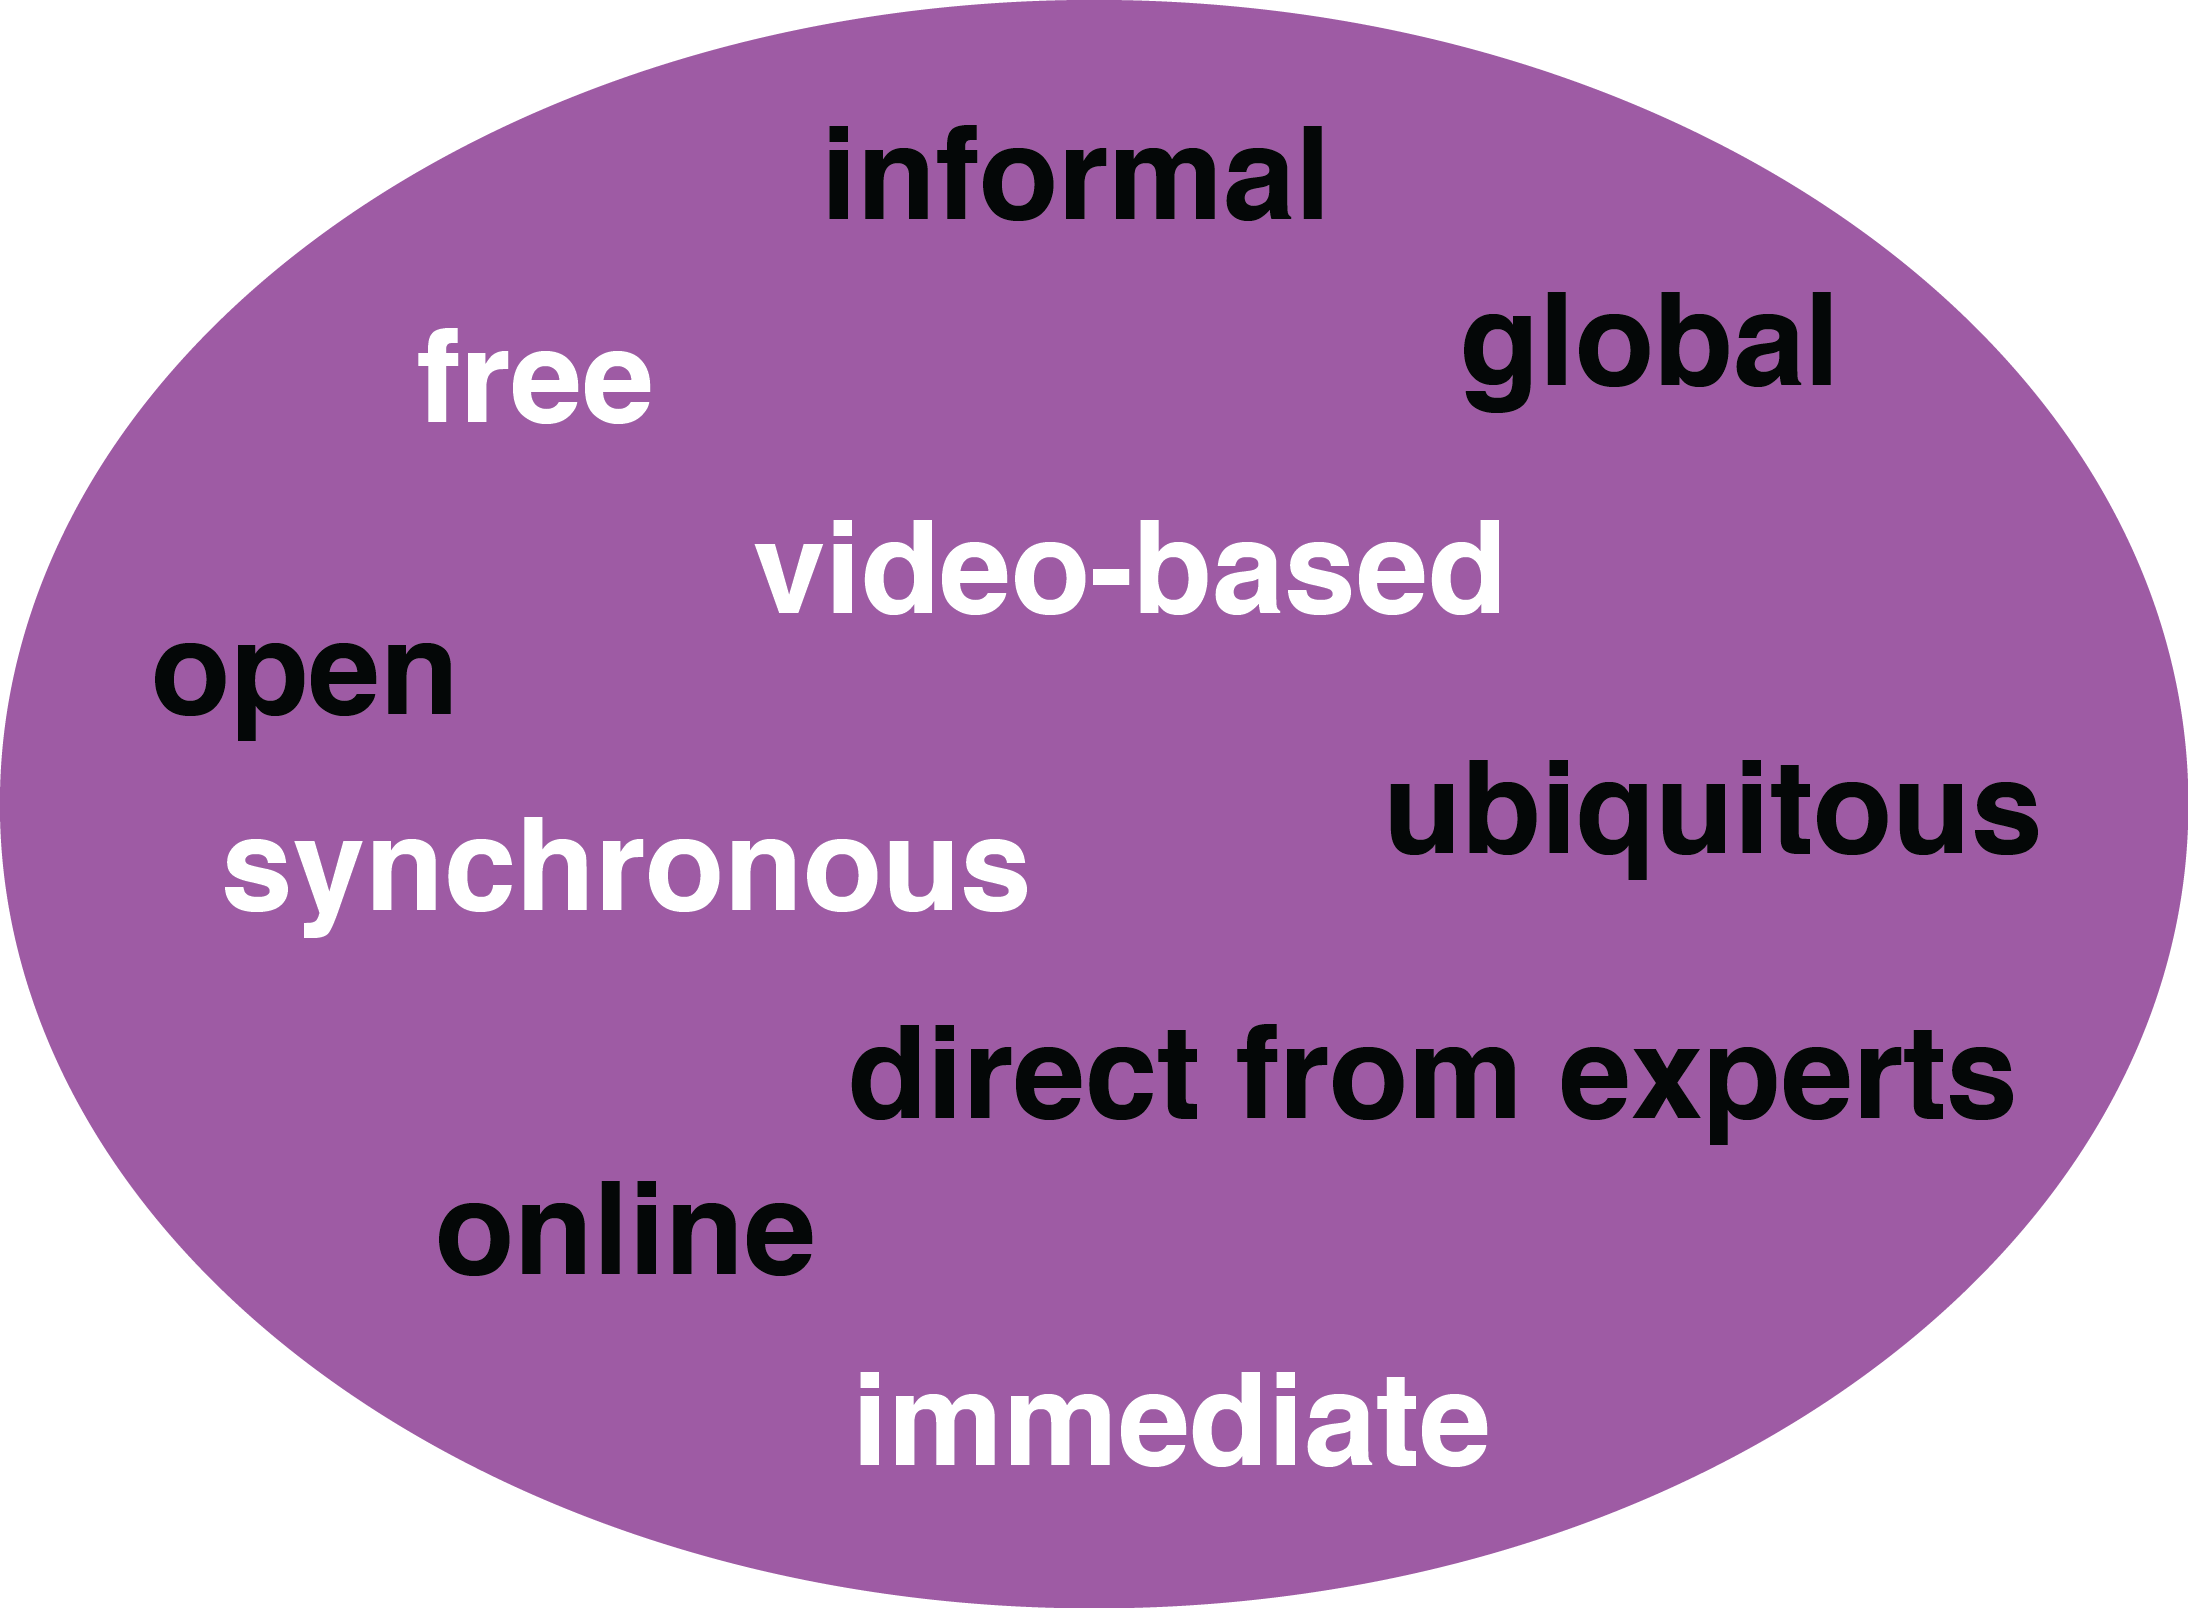 informal
global
free
video-based
open
ubiquitous
synchronous
direct from experts
online
immediate